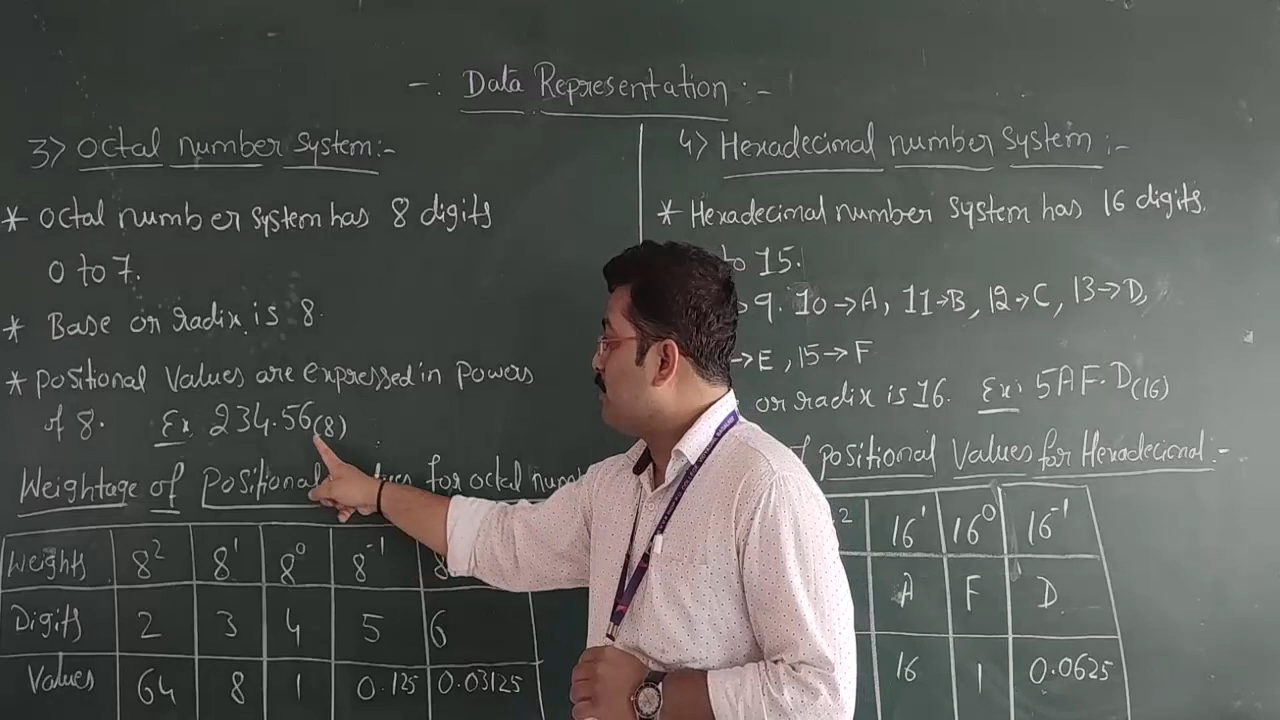 -: Data Representation :-
3> Octal number System:-
* Octal number System has 8 digits
0 to 7.
* Base or radix is 8.
* Positional Values are expressed in Powers
of 8. Ex. 234.56(8)
Weightage of Positional for octal
Weights 8² 8¹ 8⁰ 8⁻¹ 8
Digits 2 3 4 5 6
Values 64 8 1 0.125 0.03125
4> Hexadecimal number System :-
* Hexadecimal number System has 16 digits.
to 15.
9. 10→A, 11→B, 12→C, 13→D,
→E, 15→F
or radix is 16. Ex: 5AF.D(16)
positional Values for Hexadecimal:-
2 16¹ 16⁰ 16⁻¹
A F D
16 1 0.0625